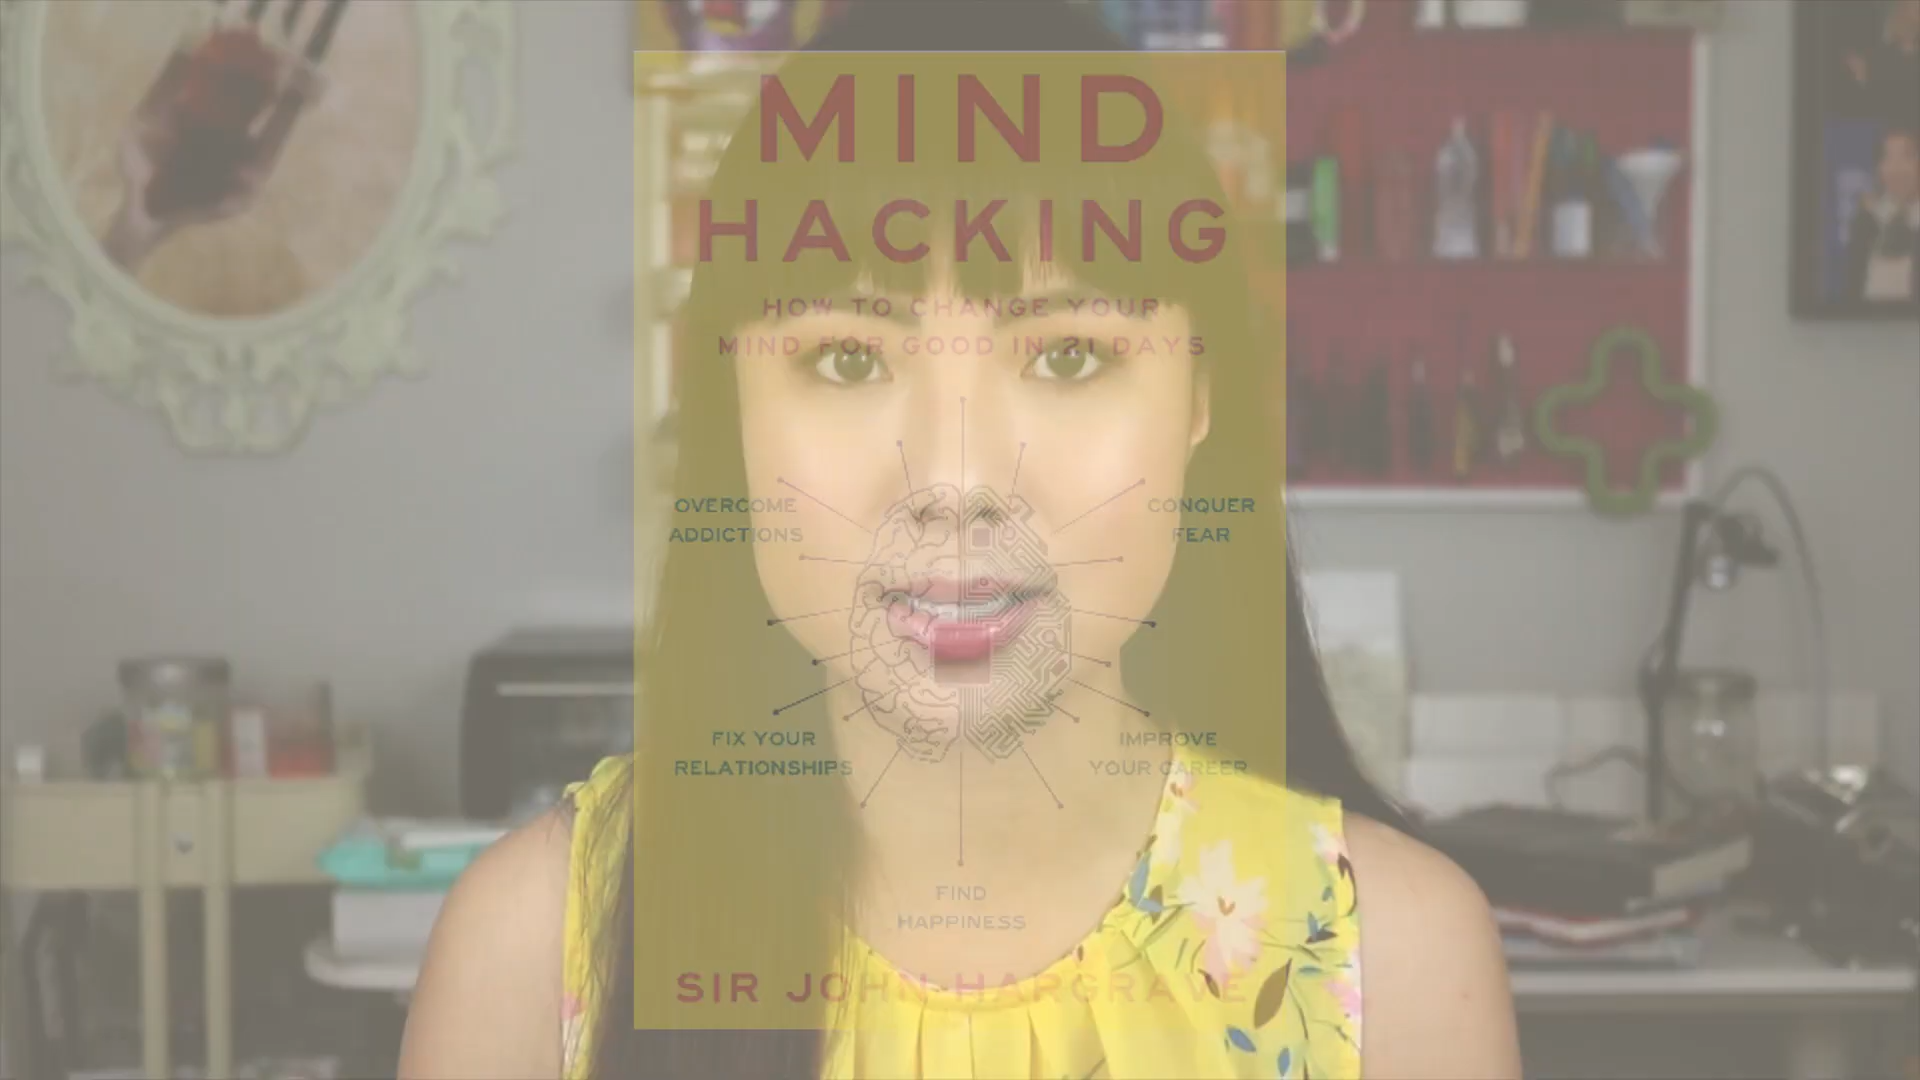 MIND
HACKING
HOW TO CHANGE YOUR
MIND FOR GOOD IN 21 DAYS
OVERCOME
ADDICTIONS
CONQUER
FEAR
FIX YOUR
RELATIONSHIPS
IMPROVE
YOUR CAREER
FIND
HAPPINESS
SIR JOHN HARGRAVE